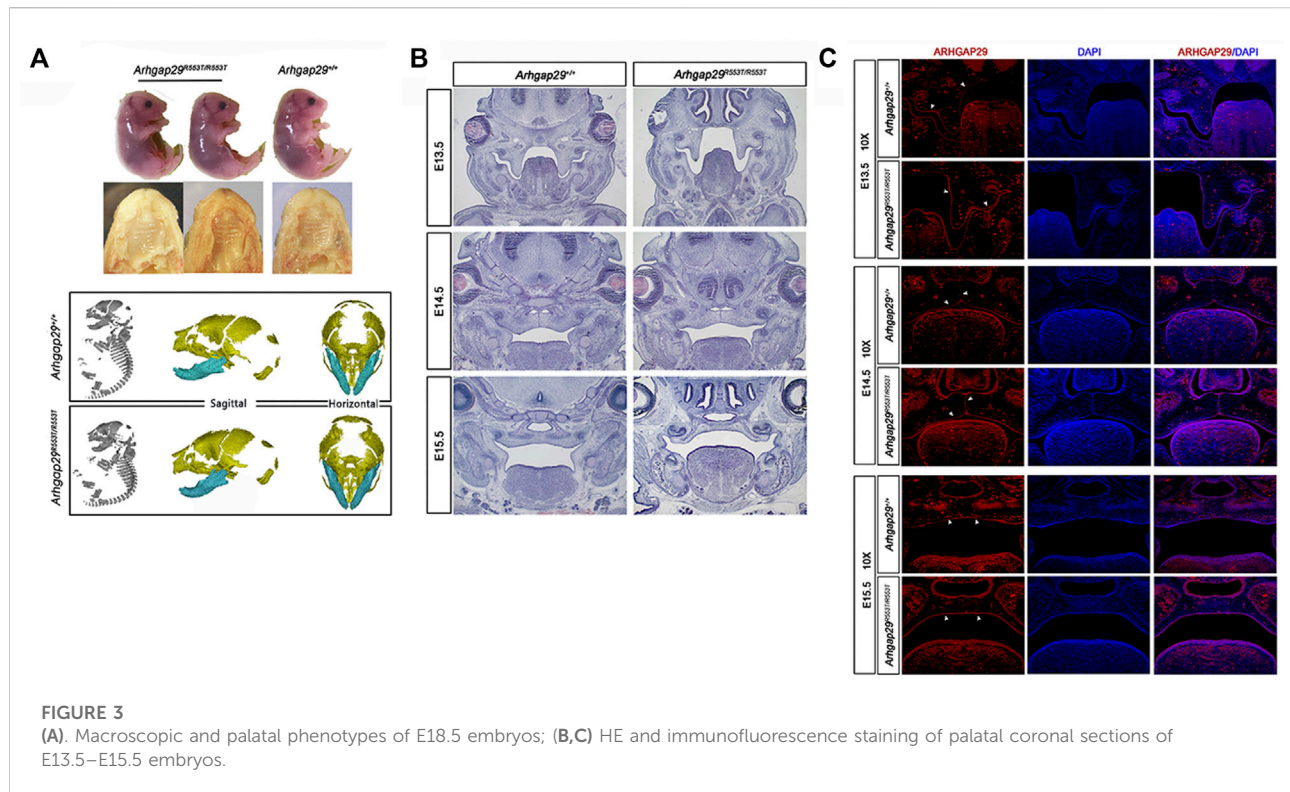 A
Arhgap29R553T/R553T
Arhgap29+/+
Arhgap29+/+
Sagittal
Horizontal
Arhgap29R553T/R553T
B
Arhgap29+/+
Arhgap29R553T/R553T
E13.5
E14.5
E15.5
C
ARHGAP29
DAPI
ARHGAP29/DAPI
E13.5 10X
Arhgap29+/+
Arhgap29R553T/R553T
E14.5 10X
Arhgap29+/+
Arhgap29R553T/R553T
E15.5 10X
Arhgap29+/+
Arhgap29R553T/R553T
FIGURE 3
(A). Macroscopic and palatal phenotypes of E18.5 embryos; (B,C) HE and immunofluorescence staining of palatal coronal sections of
E13.5–E15.5 embryos.